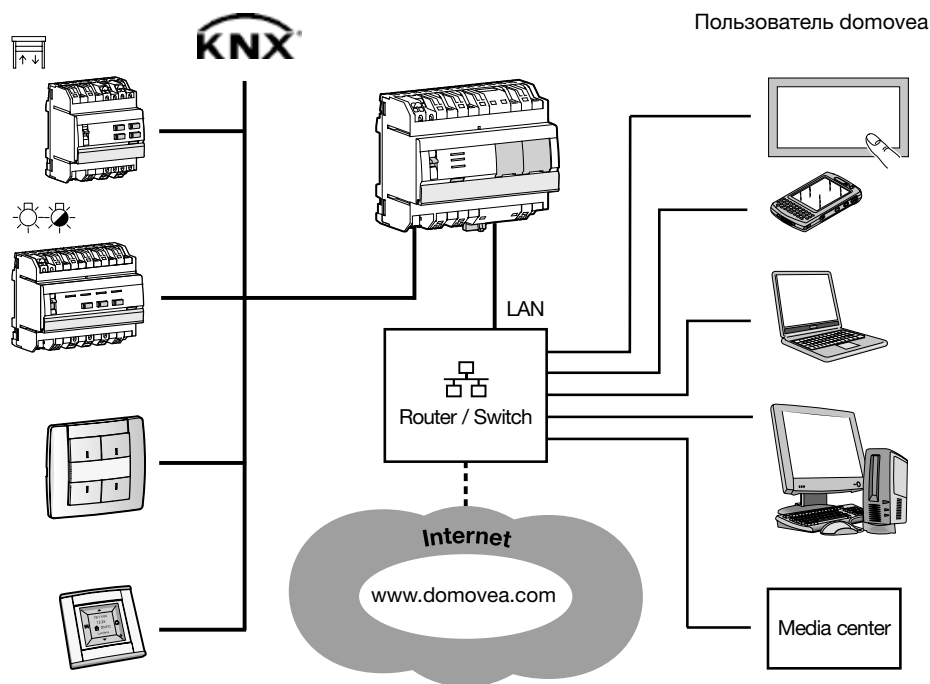 Пользователь domovea
KNX
LAN
Router / Switch
Internet
www.domovea.com
Media center